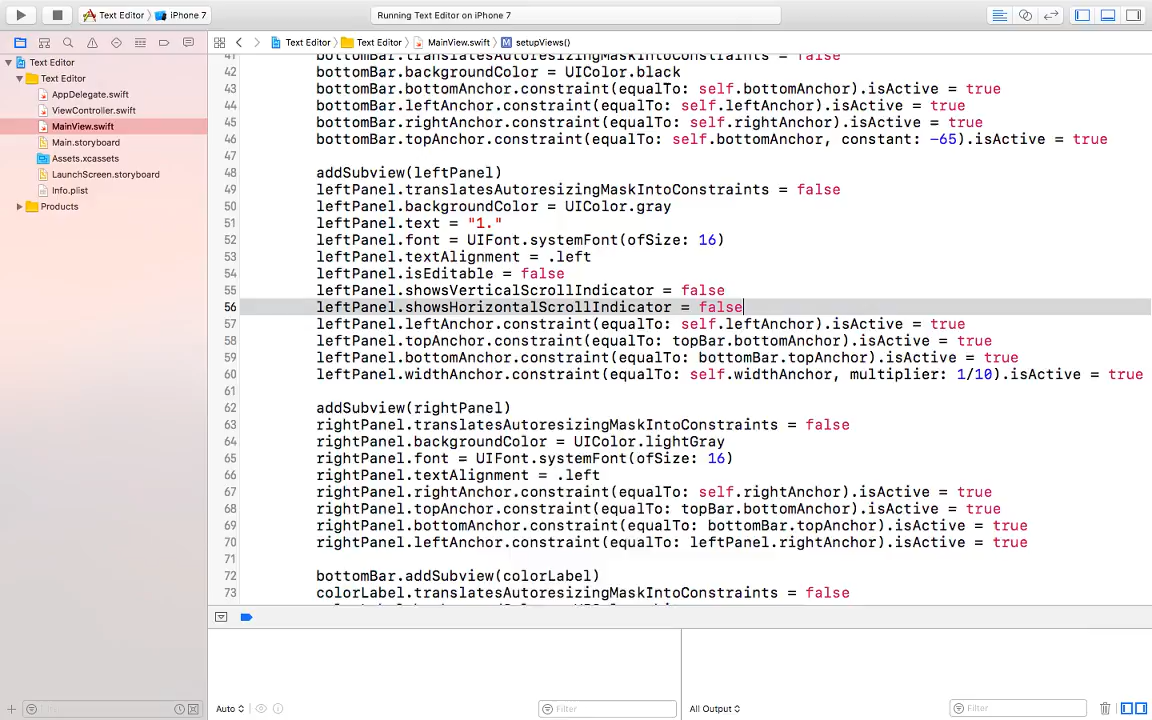 Text Editor
iPhone 7
Running Text Editor on iPhone 7
Text Editor
Text Editor
MainView.swift
M
setupViews()
Text Editor
Text Editor
AppDelegate.swift
ViewController.swift
MainView.swift
Main.storyboard
Assets.xcassets
LaunchScreen.storyboard
Info.plist
Products
41 bottomBar.translatesAutoresizingMaskIntoConstraints = false
42 bottomBar.backgroundColor = UIColor.black
43 bottomBar.bottomAnchor.constraint(equalTo: self.bottomAnchor).isActive = true
44 bottomBar.leftAnchor.constraint(equalTo: self.leftAnchor).isActive = true
45 bottomBar.rightAnchor.constraint(equalTo: self.rightAnchor).isActive = true
46 bottomBar.topAnchor.constraint(equalTo: self.bottomAnchor, constant: -65).isActive = true
47
48 addSubview(leftPanel)
49 leftPanel.translatesAutoresizingMaskIntoConstraints = false
50 leftPanel.backgroundColor = UIColor.gray
51 leftPanel.text = "1."
52 leftPanel.font = UIFont.systemFont(ofSize: 16)
53 leftPanel.textAlignment = .left
54 leftPanel.isEditable = false
55 leftPanel.showsVerticalScrollIndicator = false
56 leftPanel.showsHorizontalScrollIndicator = false
57 leftPanel.leftAnchor.constraint(equalTo: self.leftAnchor).isActive = true
58 leftPanel.topAnchor.constraint(equalTo: topBar.bottomAnchor).isActive = true
59 leftPanel.bottomAnchor.constraint(equalTo: bottomBar.topAnchor).isActive = true
60 leftPanel.widthAnchor.constraint(equalTo: self.widthAnchor, multiplier: 1/10).isActive = true
61
62 addSubview(rightPanel)
63 rightPanel.translatesAutoresizingMaskIntoConstraints = false
64 rightPanel.backgroundColor = UIColor.lightGray
65 rightPanel.font = UIFont.systemFont(ofSize: 16)
66 rightPanel.textAlignment = .left
67 rightPanel.rightAnchor.constraint(equalTo: self.rightAnchor).isActive = true
68 rightPanel.topAnchor.constraint(equalTo: topBar.bottomAnchor).isActive = true
69 rightPanel.bottomAnchor.constraint(equalTo: bottomBar.topAnchor).isActive = true
70 rightPanel.leftAnchor.constraint(equalTo: leftPanel.rightAnchor).isActive = true
71
72 bottomBar.addSubview(colorLabel)
73 colorLabel.translatesAutoresizingMaskIntoConstraints = false
Auto
Filter
All Output
Filter